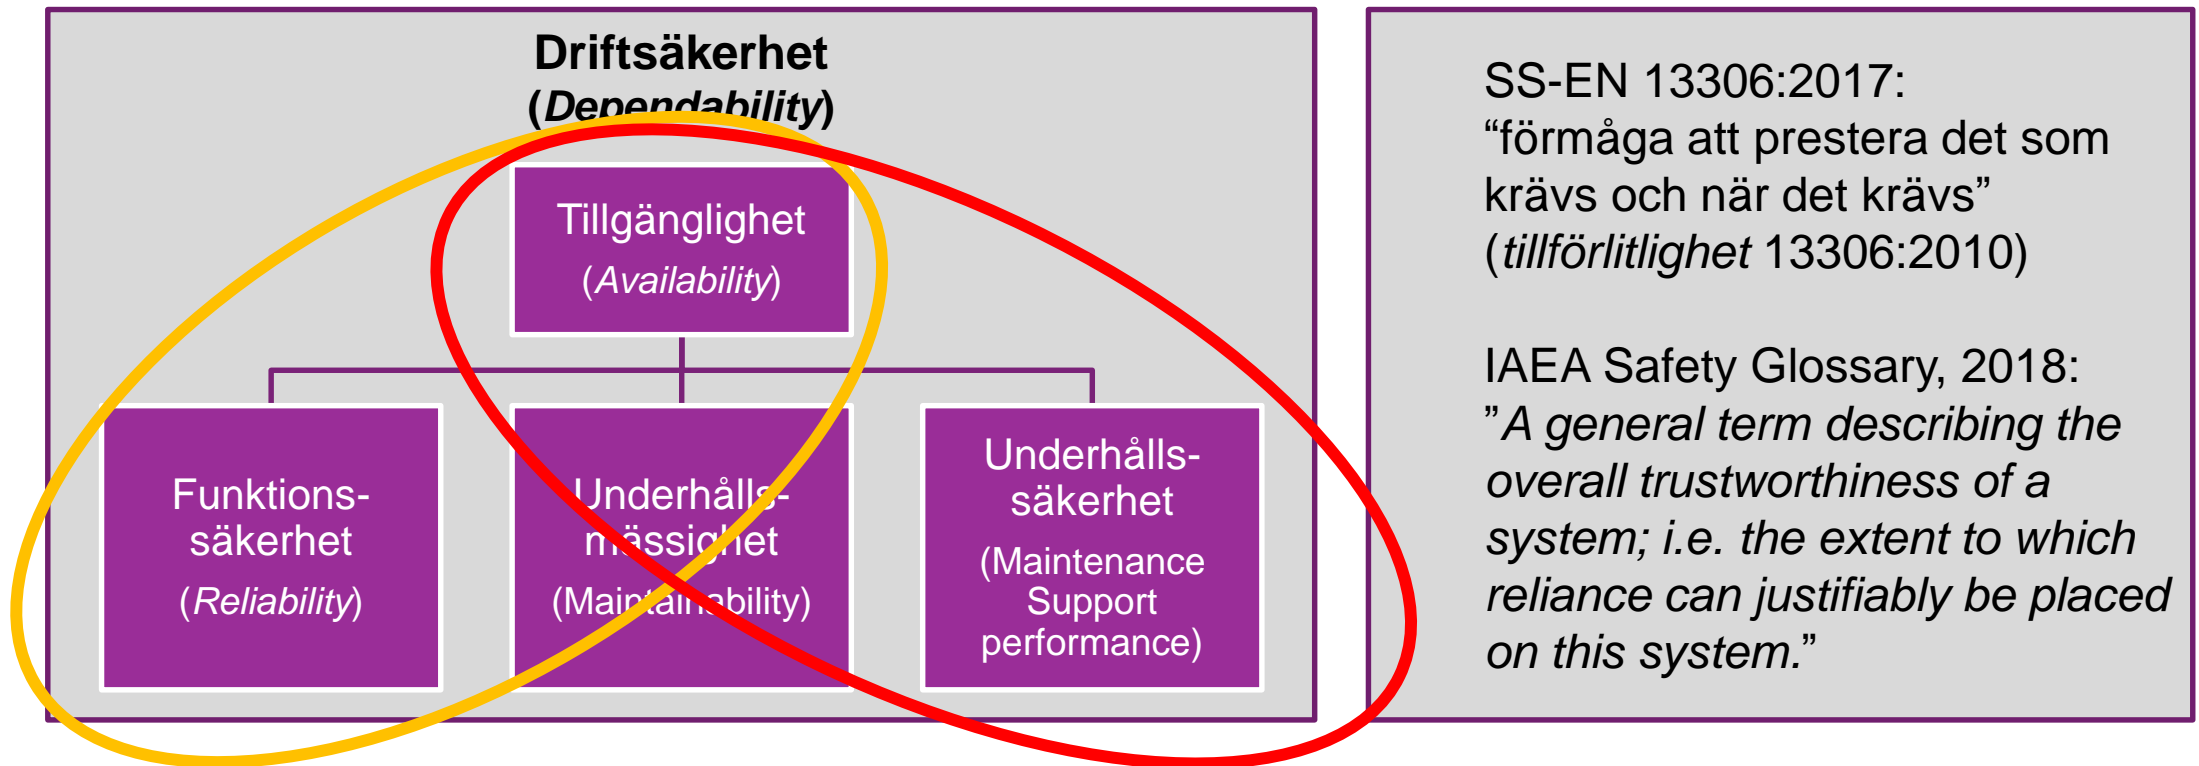 Driftsäkerhet
(Dependability)
Tillgänglighet
(Availability)
Funktions-
säkerhet
(Reliability)
Underhålls-
mässighet
(Maintainability)
Underhålls-
säkerhet
(Maintenance
Support
performance)
SS-EN 13306:2017:
“förmåga att prestera det som
krävs och när det krävs”
(tillförlitlighet 13306:2010)
IAEA Safety Glossary, 2018:
”A general term describing the
overall trustworthiness of a
system; i.e. the extent to which
reliance can justifiably be placed
on this system.”